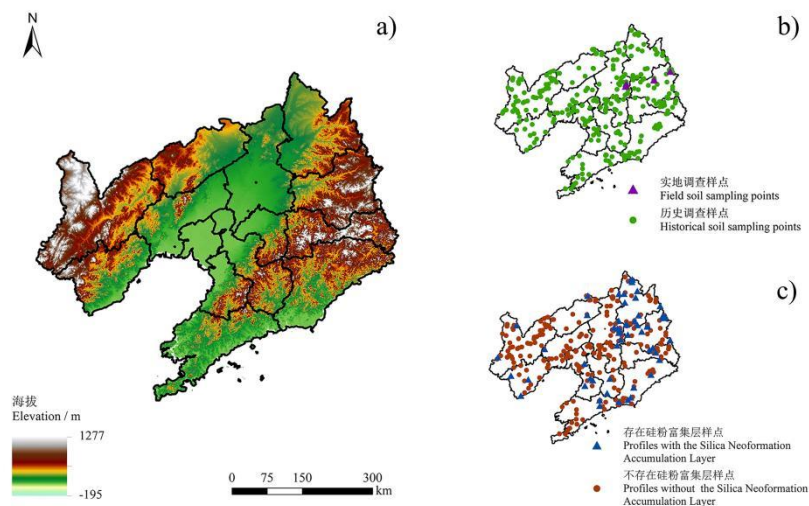 N
a)
海拔
Elevation / m
1277
-195
0 75 150 300
km
b)
实地调查样点
Field soil sampling points
历史调查样点
Historical soil sampling points
c)
存在硅粉富集层样点
Profiles with the Silica Neoformation
Accumulation Layer
不存在硅粉富集层样点
Profiles without the Silica Neoformation
Accumulation Layer